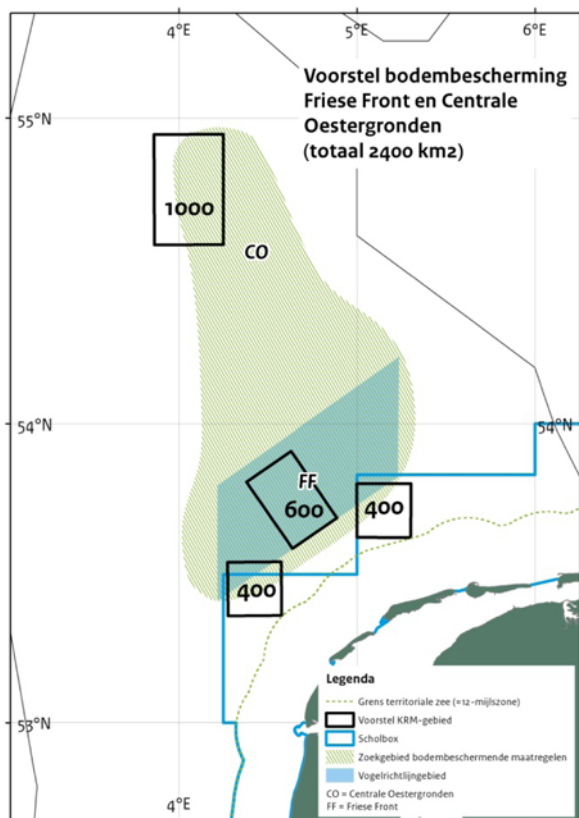 4°E
5°E
6°E
Voorstel bodembescherming
Friese Front en Centrale
Oestergronden
(totaal 2400 km2)
55°N
1000
CO
54°N
54°N
FF
600
400
400
53°N
Legenda
Grens territoriale zee (=12-mijlszone)
Voorstel KRM-gebied
Scholbox
Zoekgebied bodembeschermende maatregelen
Vogelrichtlijngebied
CO = Centrale Oestergronden
FF = Friese Front
4°E